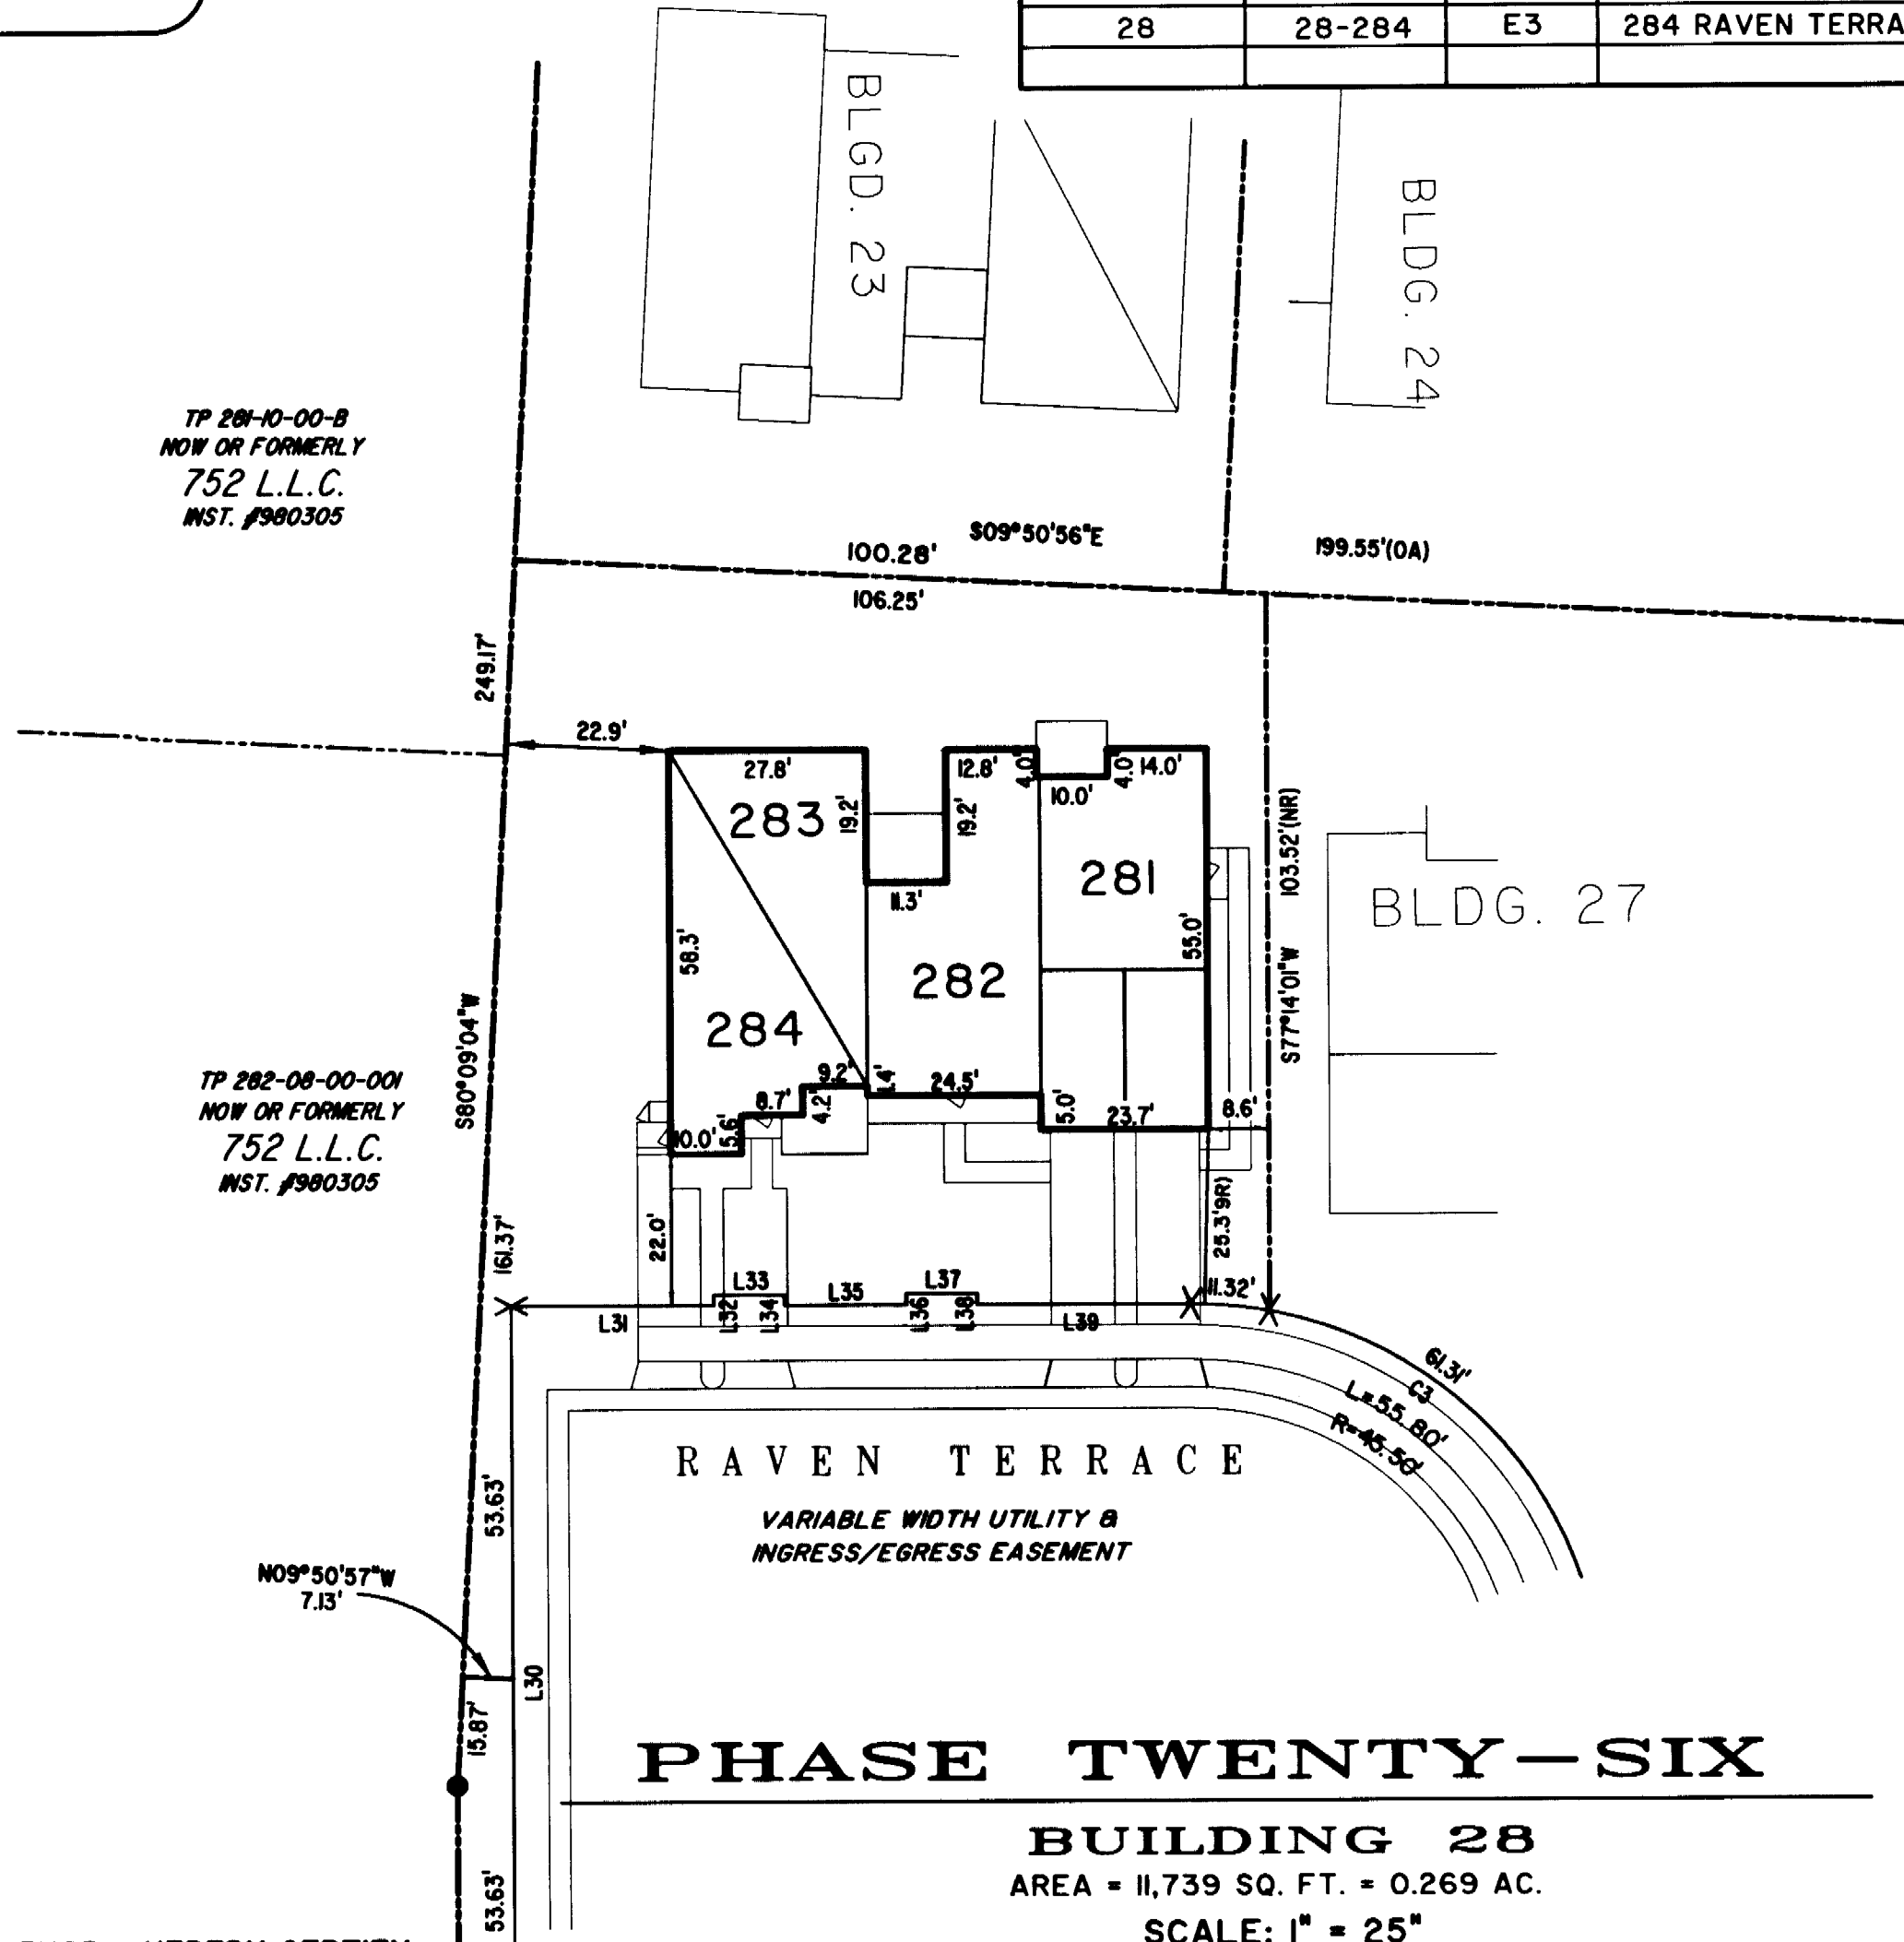 28 28-284 E3 284 RAVEN TERRA
BLGD. 23
BLDG. 24
TP 281-10-00-B
NOW OR FORMERLY
752 L.L.C.
INST. #980305
S09°50'56"E
100.28'
199.55'(OA)
106.25'
249.17'
22.9'
27.8'
12.8'
4.0'
4.0'
14.0'
10.0'
283
19.2'
19.2'
281
11.3'
103.52'(NR)
BLDG. 27
58.3'
55.0'
282
S77°14'01"W
284
S80°09'04"W
TP 282-08-00-001
NOW OR FORMERLY
752 L.L.C.
INST. #980305
9.2'
1.4'
24.5'
8.7'
4.2'
5.0'
23.7'
8.6'
10.0'
5.6'
22.0'
25.3'9R)
161.37'
L33
L37
L35
11.32'
L31
L32
L34
L36
L38
L39
61.31'
C3
L=55.80'
R=45.50'
RAVEN TERRACE
VARIABLE WIDTH UTILITY &
INGRESS/EGRESS EASEMENT
53.63'
N09°50'57"W
7.13'
L30
15.87'
PHASE TWENTY-SIX
BUILDING 28
AREA = 11,739 SQ. FT. = 0.269 AC.
SCALE: 1" = 25"
53.63'